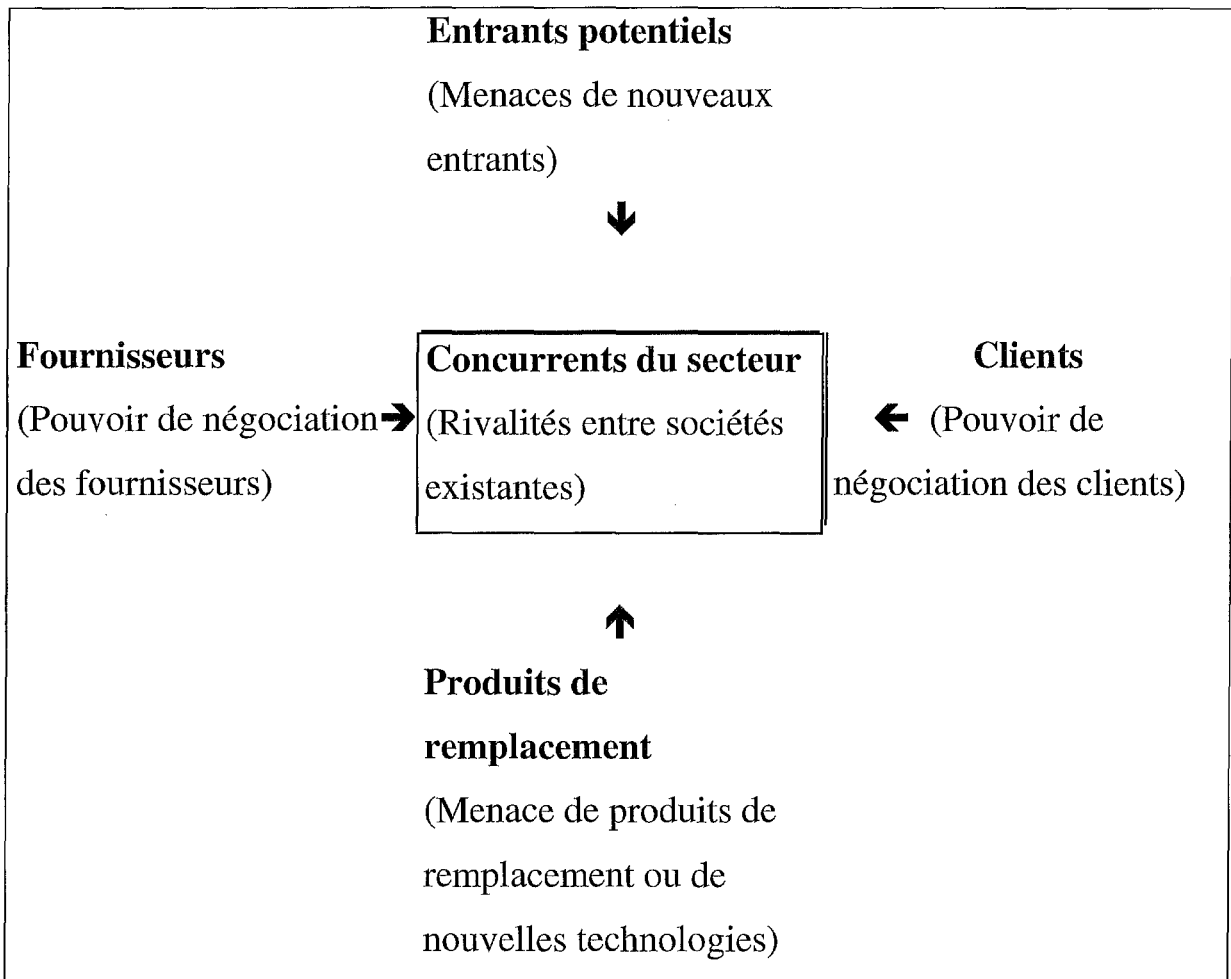 Entrants potentiels
(Menaces de nouveaux
entrants)
Fournisseurs
(Pouvoir de négociation
des fournisseurs)
Concurrents du secteur
(Rivalités entre sociétés
existantes)
Clients
(Pouvoir de
négociation des clients)
Produits de
remplacement
(Menace de produits de
remplacement ou de
nouvelles technologies)